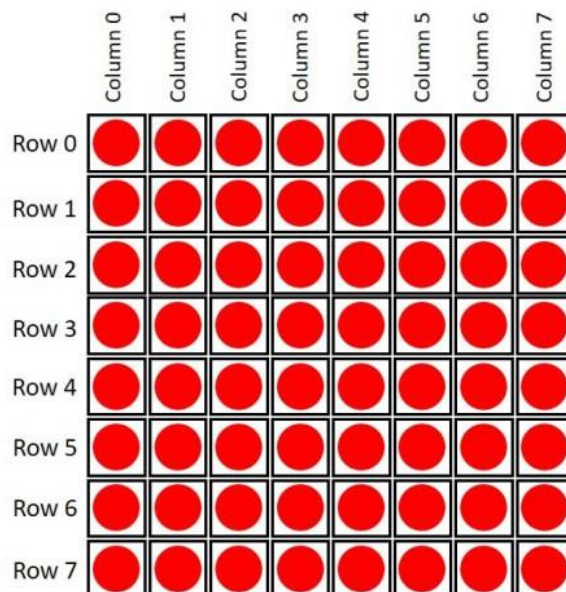 Column 0
Column 1
Column 2
Column 3
Column 4
Column 5
Column 6
Column 7
Row 0
Row 1
Row 2
Row 3
Row 4
Row 5
Row 6
Row 7